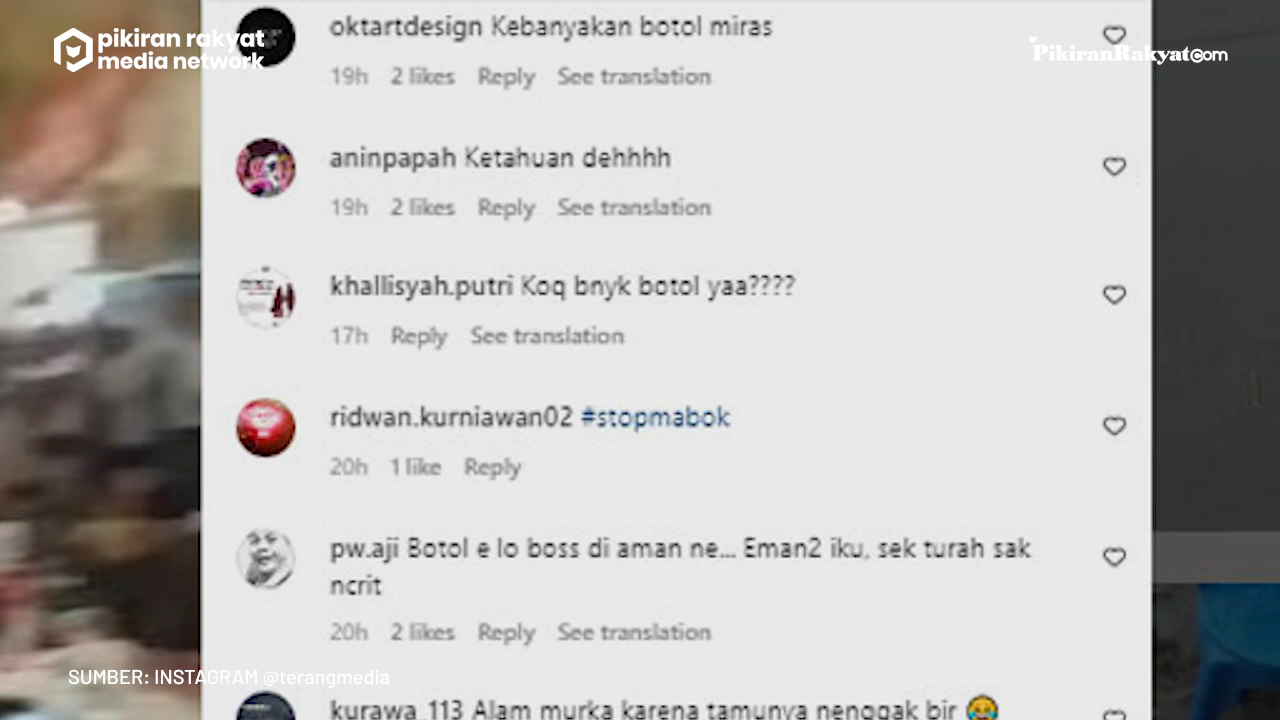 pikiran rakyat
media network
PikiranRakyat.com
oktartdesign Kebanyakan botol miras
19h 2 likes Reply See translation
aninpapah Ketahuan dehhhh
19h 2 likes Reply See translation
khallisyah.putri Koq bnyk botol yaa????
17h Reply See translation
ridwan.kurniawan02 #stopmabok
20h 1 like Reply
pw.aji Botol e lo boss di aman ne... Eman2 iku, sek turah sak
ncrit
20h 2 likes Reply See translation
SUMBER: INSTAGRAM @terangmedia
kurawa_113 Alam murka karena tamunya nenggak bir 😂